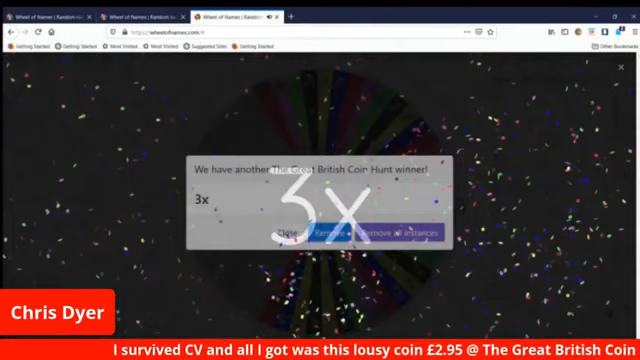 Wheel of Names | Random
Wheel of Names | Random
Wheel of Names | Random
https://wheelofnames.com/#
Getting Started
Getting Started
Most Visited
Most Visited
Suggested Sites
Getting Started
Other Bookmarks
We have another The Great British Coin Hunt winner!
3x
3x
Close
Remove
Remove all instances
Chris Dyer
I survived CV and all I got was this lousy coin £2.95 @ The Great British Coin